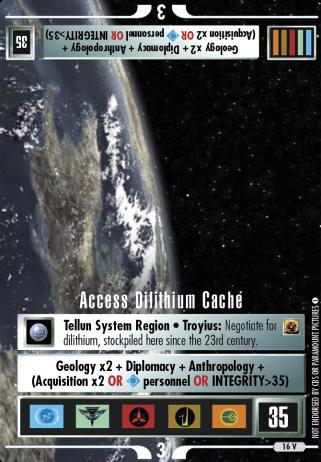 3
Geology x2 + Diplomacy + Anthropology +
(Acquisition x2 OR personnel OR INTEGRITY>35)
35
Access Dilithium Cache
Tellun System Region • Troyius: Negotiate for
dilithium, stockpiled here since the 23rd century.
Geology x2 + Diplomacy + Anthropology +
(Acquisition x2 OR personnel OR INTEGRITY>35)
35
3
16 V
NOT ENDORSED BY CBS OR PARAMOUNT PICTURES